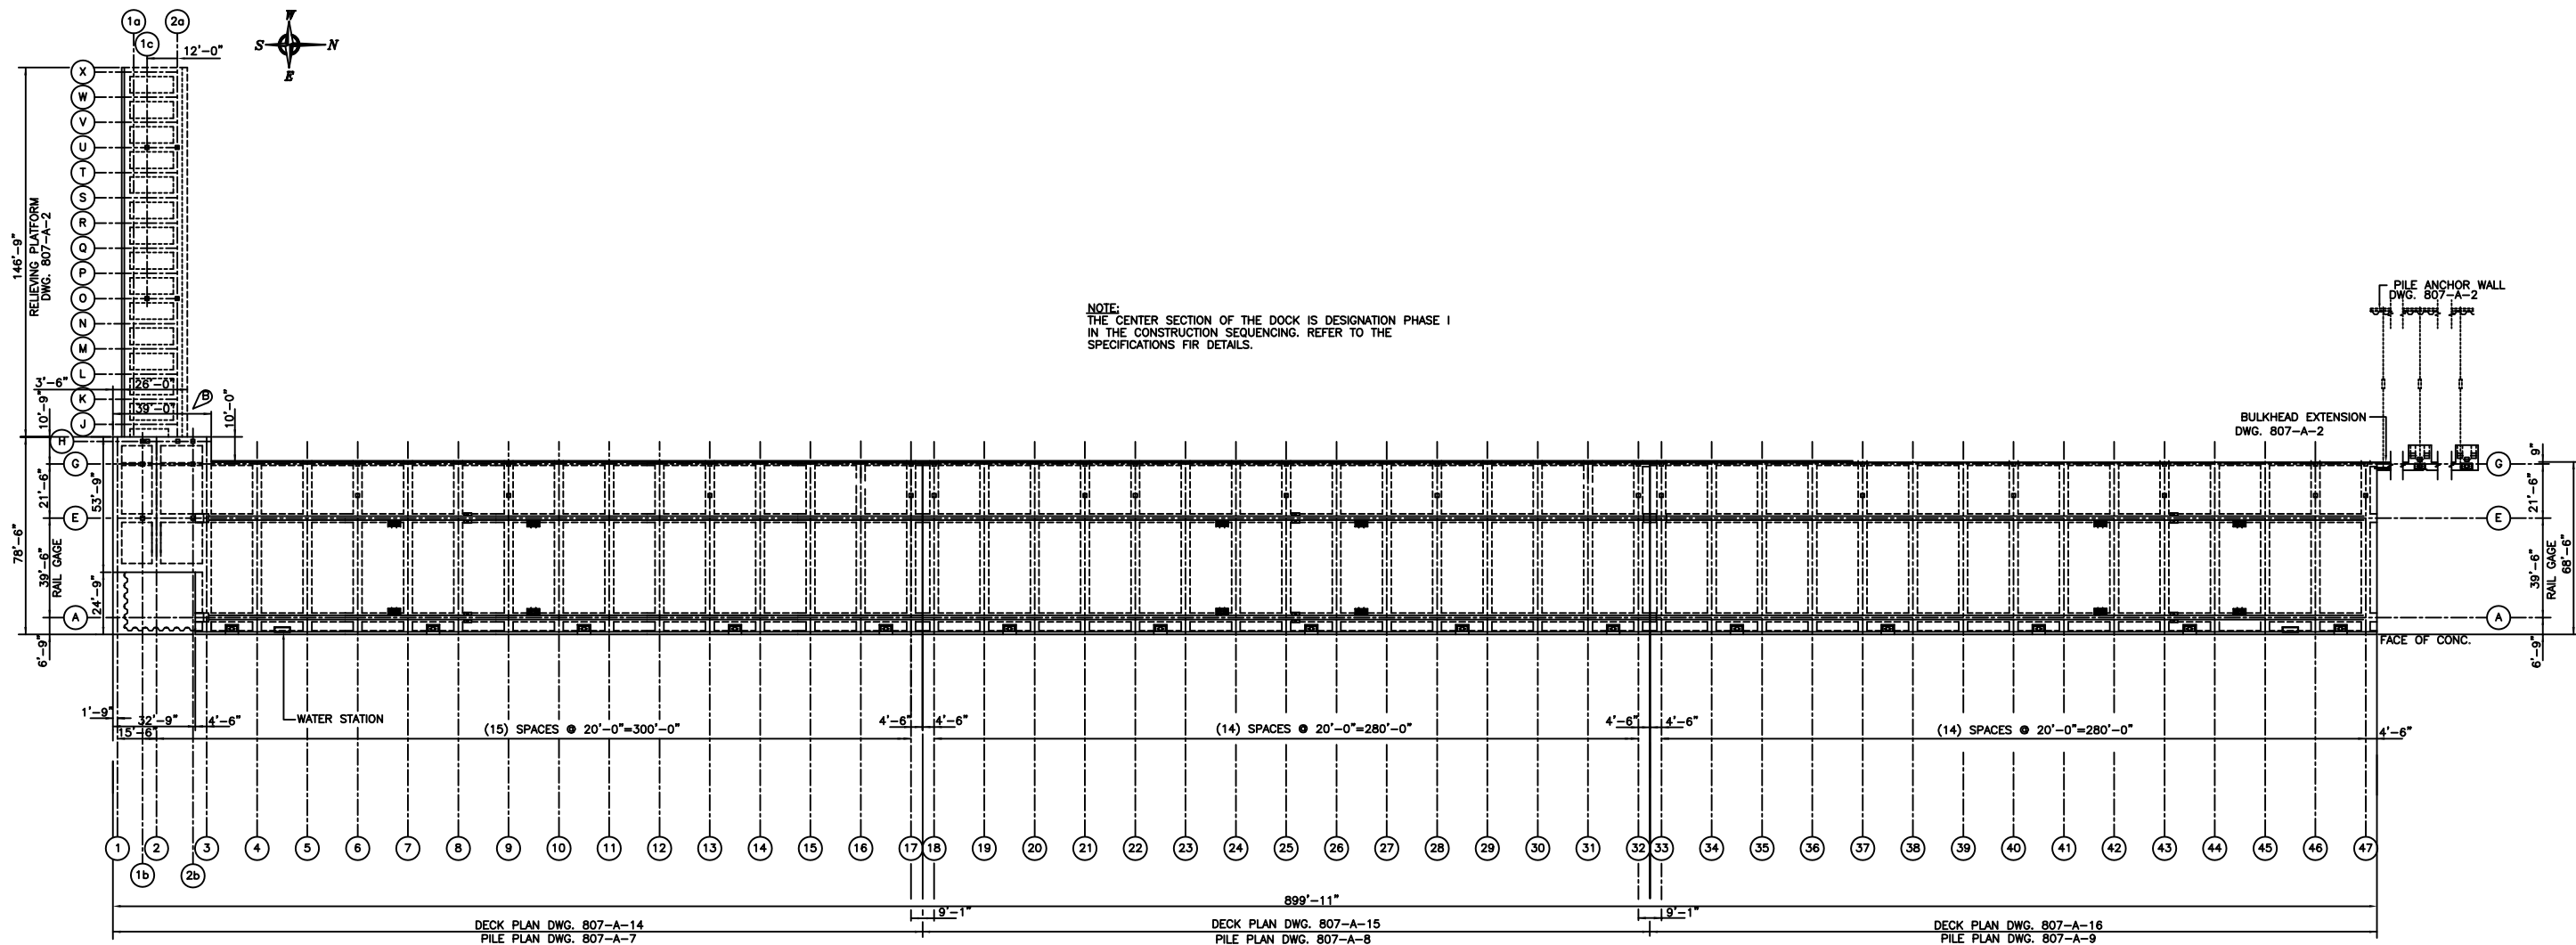 1a
2a
1c
12'-0"
W
S
N
E
X
W
V
U
T
S
R
Q
P
O
N
M
L
K
J
H
G
E
A
146'-9"
RELIEVING PLATFORM
DWG. 807-A-2
3'-6"
26'-0"
39'-0"
B
10'-0"
10'-9"
21'-6"
53'-9"
78'-6"
39'-6"
RAIL GAGE
24'-9"
6'-9"
NOTE:
THE CENTER SECTION OF THE DOCK IS DESIGNATION PHASE I
IN THE CONSTRUCTION SEQUENCING. REFER TO THE
SPECIFICATIONS FIR DETAILS.
PILE ANCHOR WALL
DWG. 807-A-2
BULKHEAD EXTENSION
DWG. 807-A-2
G
E
A
9"
21'-6"
39'-6"
RAIL GAGE
68'-6"
6'-9"
FACE OF CONC.
1'-9"
32'-9"
4'-6"
15'-6"
WATER STATION
(15) SPACES @ 20'-0"=300'-0"
4'-6"
4'-6"
(14) SPACES @ 20'-0"=280'-0"
4'-6"
4'-6"
(14) SPACES @ 20'-0"=280'-0"
4'-6"
1
2
3
4
5
6
7
8
9
10
11
12
13
14
15
16
17
18
19
20
21
22
23
24
25
26
27
28
29
30
31
32
33
34
35
36
37
38
39
40
41
42
43
44
45
46
47
1b
2b
899'-11"
9'-1"
9'-1"
DECK PLAN DWG. 807-A-14
PILE PLAN DWG. 807-A-7
DECK PLAN DWG. 807-A-15
PILE PLAN DWG. 807-A-8
DECK PLAN DWG. 807-A-16
PILE PLAN DWG. 807-A-9